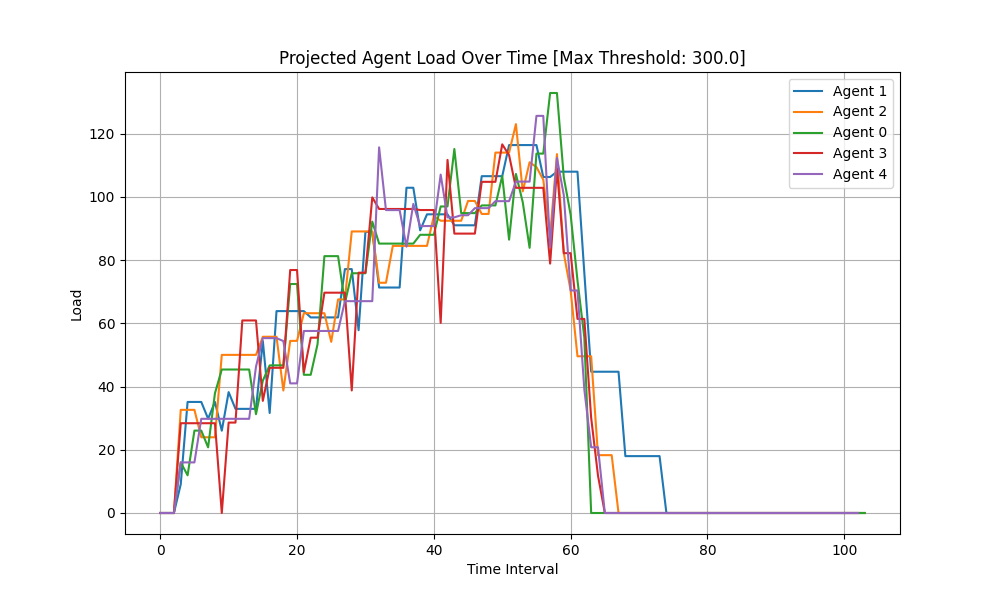 Projected Agent Load Over Time [Max Threshold: 300.0]
Agent 1
Agent 2
Agent 0
Agent 3
Agent 4
Load
120
100
80
60
40
20
0
0 20 40 60 80 100
Time Interval